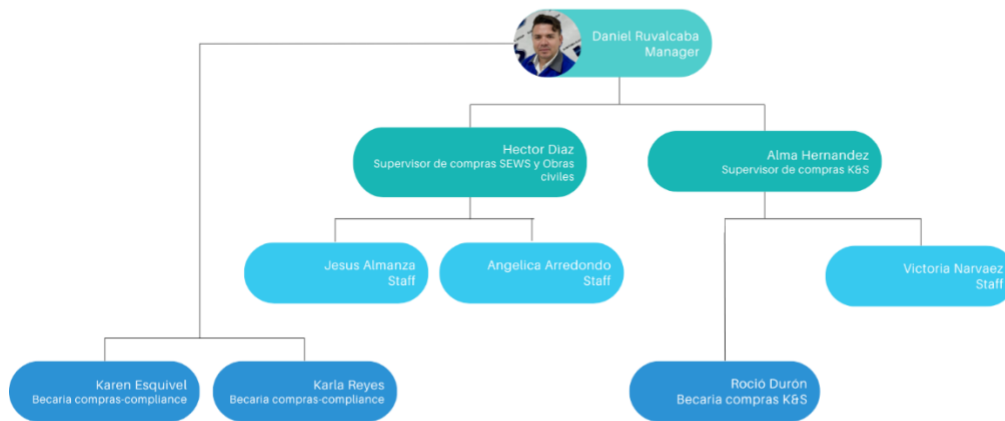 Daniel Ruvalcaba
Manager
Hector Diaz
Supervisor de compras SEWS y Obras
civiles
Alma Hernandez
Supervisor de compras K&S
Jesus Almanza
Staff
Angelica Arredondo
Staff
Victoria Narvaez
Staff
Karen Esquivel
Becaria compras-compliance
Karla Reyes
Becaria compras-compliance
Roció Durón
Becaria compras K&S